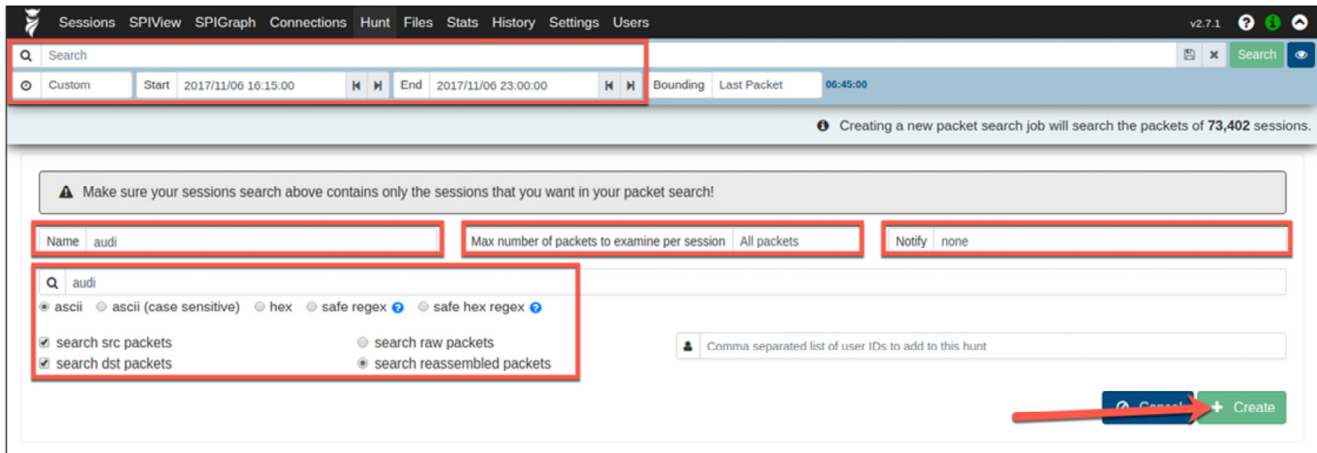 Sessions SPIView SPIGraph Connections Hunt Files Stats History Settings Users v2.7.1
Search Search
Custom Start 2017/11/06 16:15:00 End 2017/11/06 23:00:00 Bounding Last Packet 06:45:00
Creating a new packet search job will search the packets of 73,402 sessions.
Make sure your sessions search above contains only the sessions that you want in your packet search!
Name audi Max number of packets to examine per session All packets Notify none
audi
ascii ascii (case sensitive) hex safe regex safe hex regex
search src packets search raw packets
search dst packets search reassembled packets
Comma separated list of user IDs to add to this hunt
Cancel Create